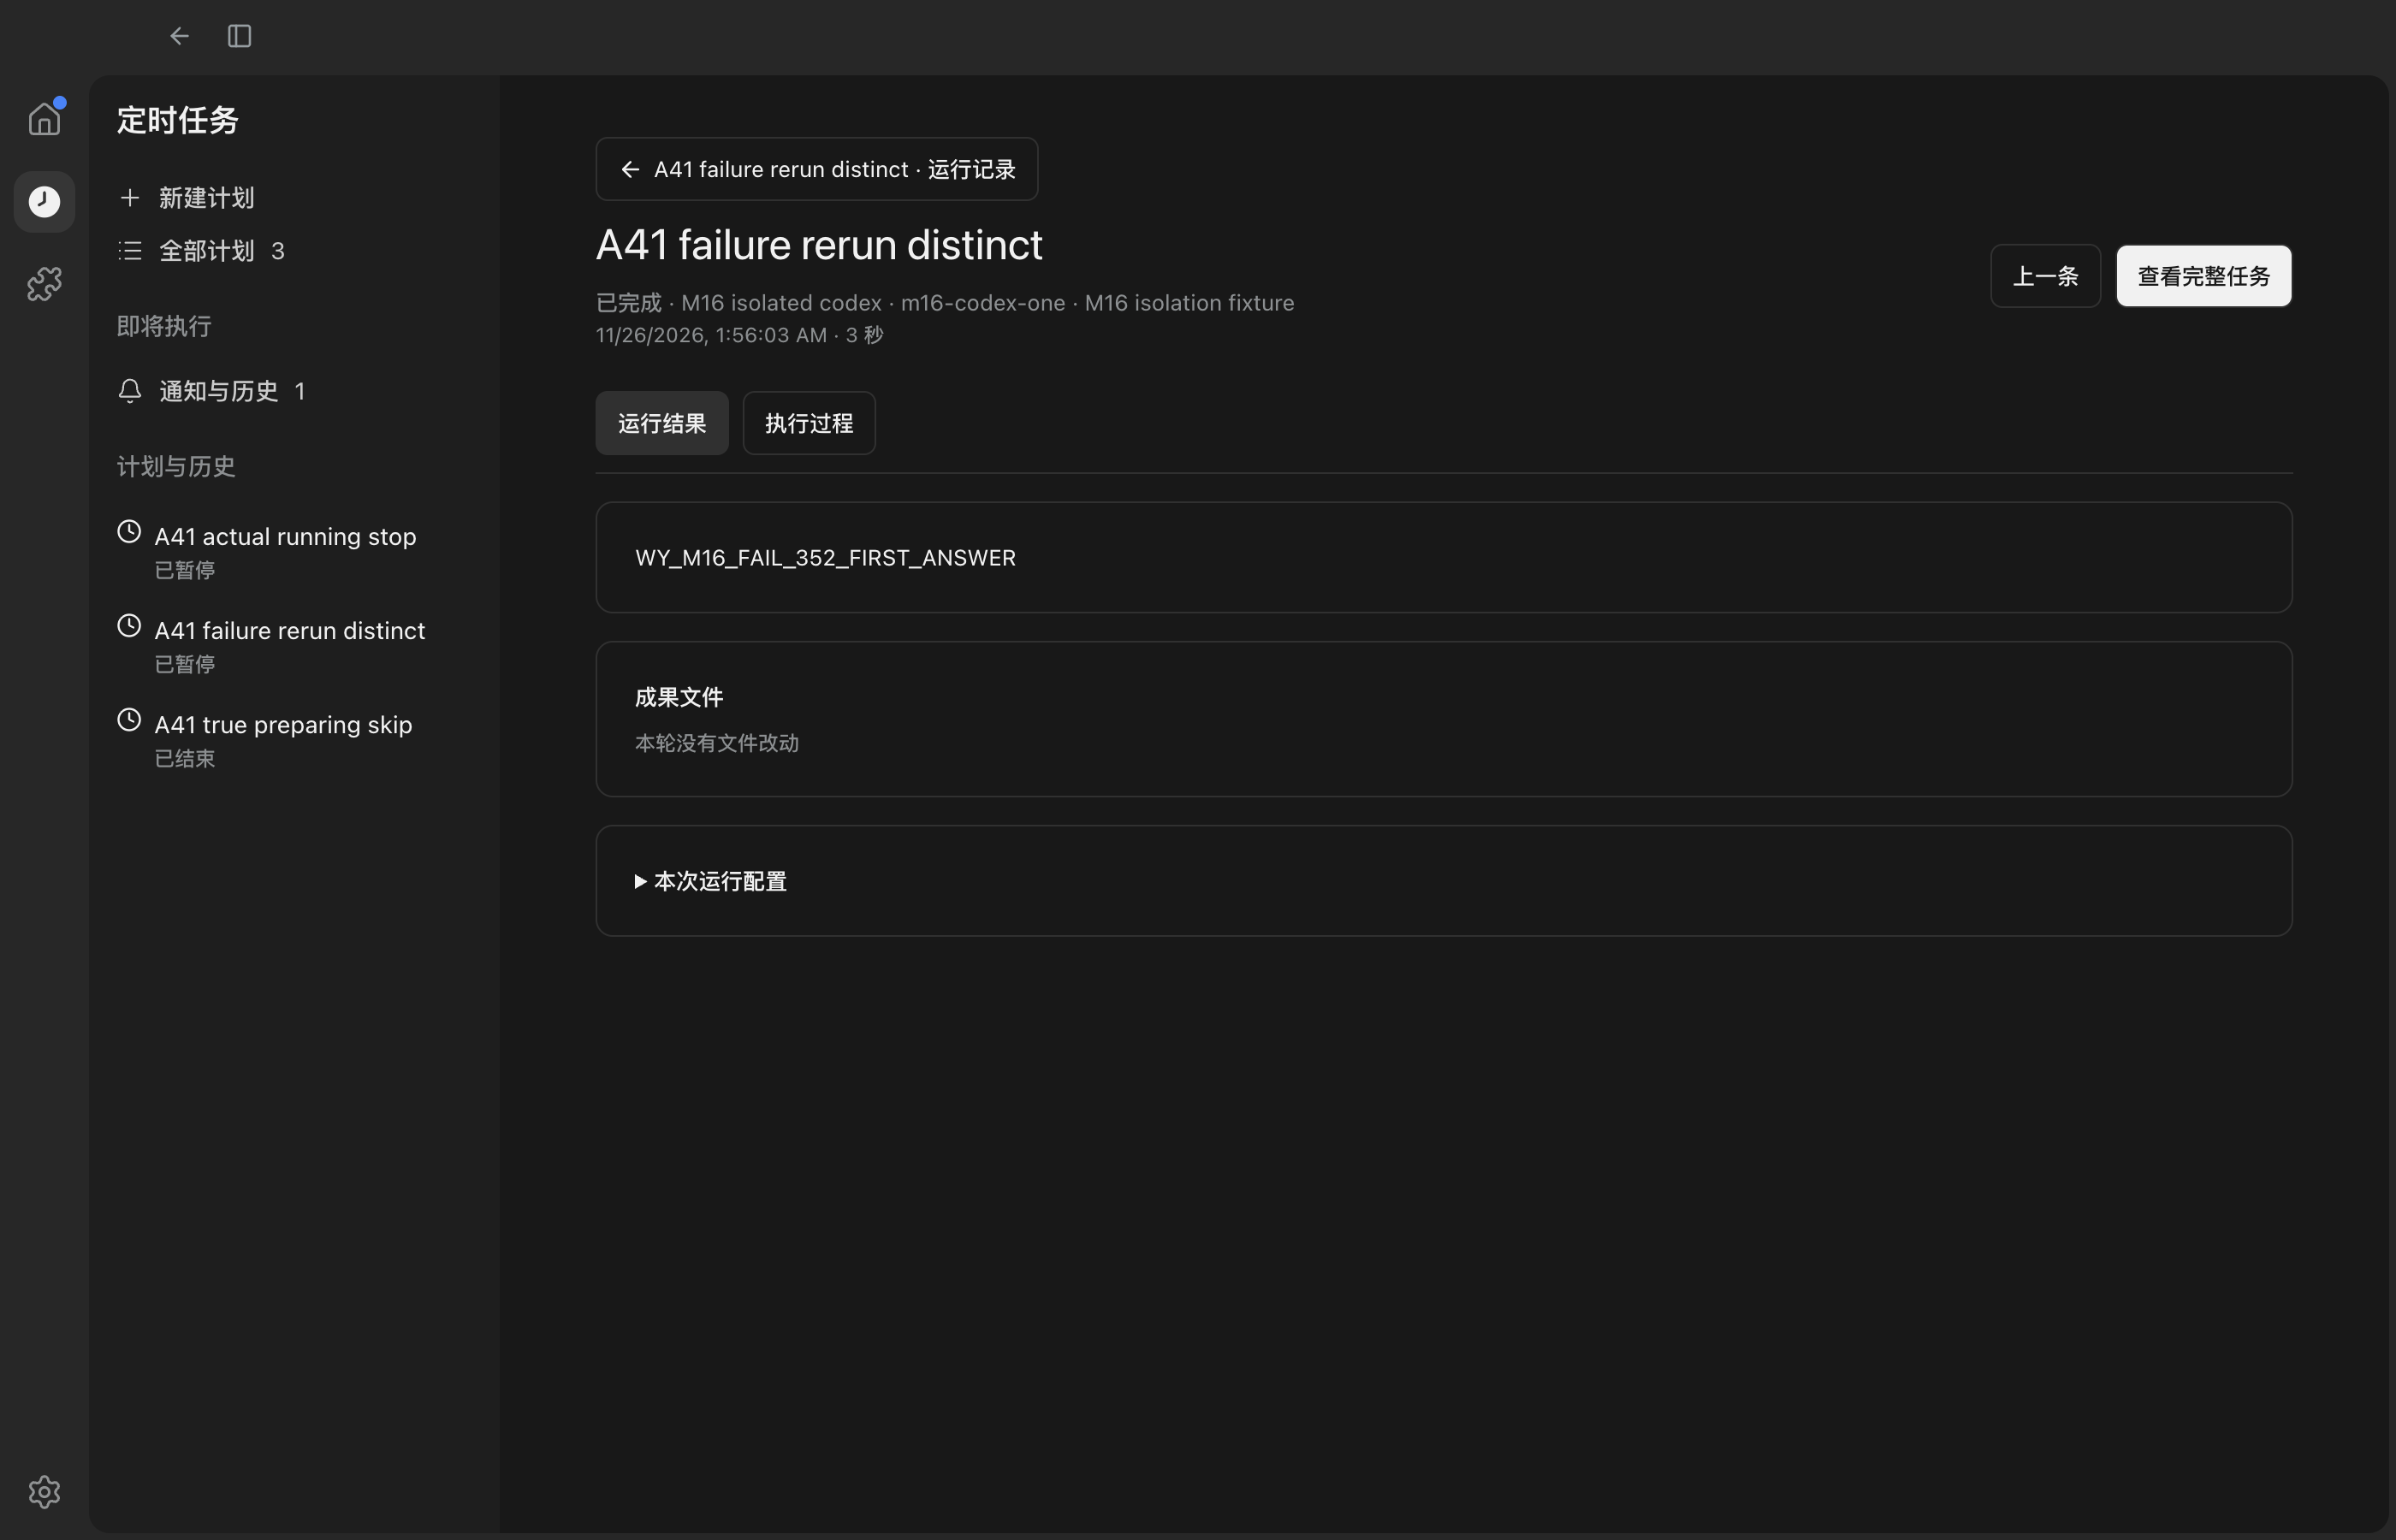 定时任务
新建计划
全部计划 3
即将执行
通知与历史 1
计划与历史
A41 actual running stop
已暂停
A41 failure rerun distinct
已暂停
A41 true preparing skip
已结束
A41 failure rerun distinct · 运行记录
A41 failure rerun distinct
已完成 · M16 isolated codex · m16-codex-one · M16 isolation fixture
11/26/2026, 1:56:03 AM · 3 秒
上一条
查看完整任务
运行结果
执行过程
WY_M16_FAIL_352_FIRST_ANSWER
成果文件
本轮没有文件改动
本次运行配置